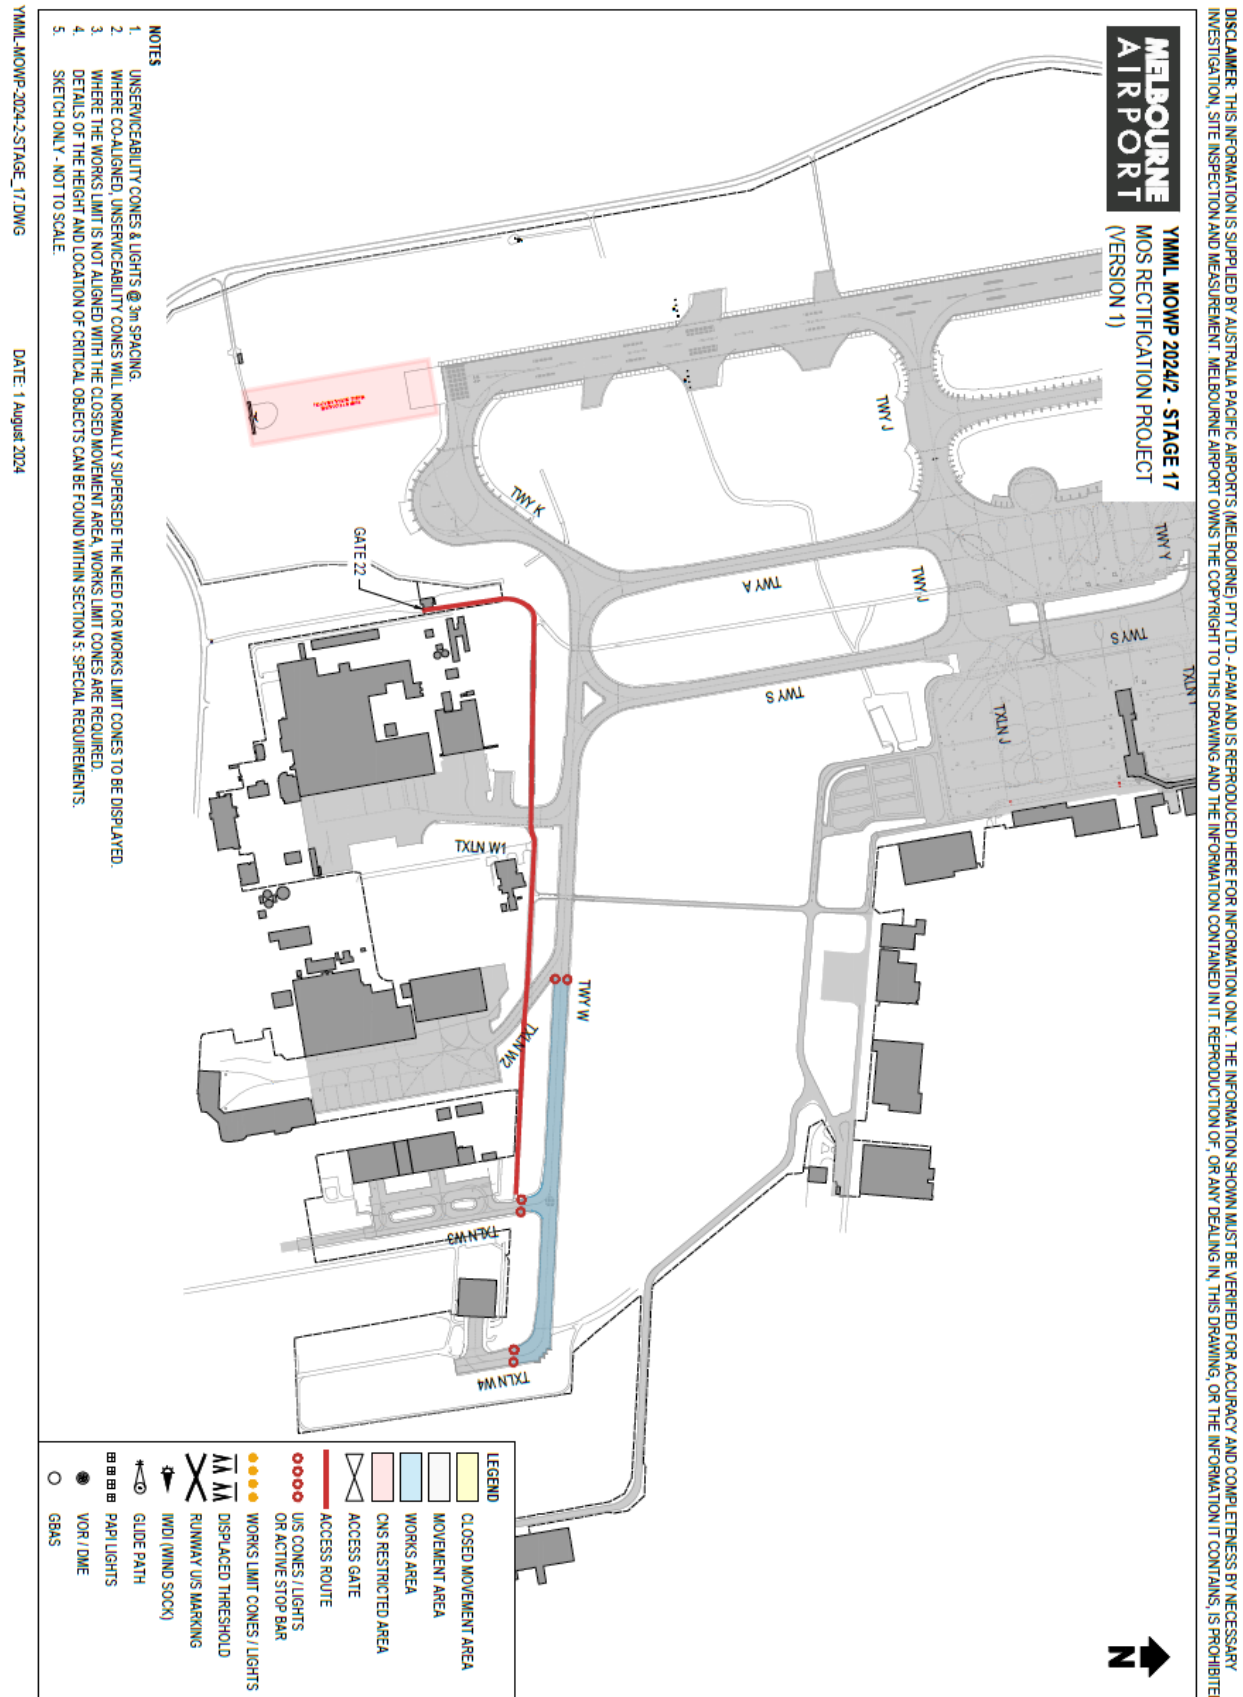 DISCLAIMER: THIS INFORMATION IS SUPPLIED BY AUSTRALIA PACIFIC AIRPORTS (MELBOURNE) PTY LTD - APAM AND IS REPRODUCED HERE FOR INFORMATION ONLY. THE INFORMATION SHOWN MUST BE VERIFIED FOR ACCURACY AND COMPLETENESS BY NECESSARY
INVESTIGATION, SITE INSPECTION AND MEASUREMENT. MELBOURNE AIRPORT OWNS THE COPYRIGHT TO THIS DRAWING AND THE INFORMATION CONTAINED IN IT. REPRODUCTION OF, OR ANY DEALING IN, THIS DRAWING, OR THE INFORMATION IT CONTAINS, IS PROHIBITE
MELBOURNE
AIRPORT
YMML MOWP 2024/2 - STAGE 17
MOS RECTIFICATION PROJECT
(VERSION 1)
TWY Y
TWY S
TXLN J
TWY J
TWY J
TWY A
TWY S
TWY K
GATE 22
TXLN W1
TWY W
TXLN W2
TXLN W3
TXLN W4
N
NOTES
1. UNSERVICEABILITY CONES & LIGHTS @ 3m SPACING.
2. WHERE CO-ALIGNED, UNSERVICEABILITY CONES WILL NORMALLY SUPERSEDE THE NEED FOR WORKS LIMIT CONES TO BE DISPLAYED.
3. WHERE THE WORKS LIMIT IS NOT ALIGNED WITH THE CLOSED MOVEMENT AREA, WORKS LIMIT CONES ARE REQUIRED.
4. DETAILS OF THE HEIGHT AND LOCATION OF CRITICAL OBJECTS CAN BE FOUND WITHIN SECTION 5: SPECIAL REQUIREMENTS.
5. SKETCH ONLY - NOT TO SCALE.
LEGEND
CLOSED MOVEMENT AREA
MOVEMENT AREA
WORKS AREA
CNS RESTRICTED AREA
ACCESS GATE
ACCESS ROUTE
U/S CONES / LIGHTS
OR ACTIVE STOP BAR
WORKS LIMIT CONES / LIGHTS
DISPLACED THRESHOLD
RUNWAY U/S MARKING
IWDI (WIND SOCK)
GLIDE PATH
PAPI LIGHTS
VOR / DME
GBAS
YMML-MOWP-2024-2-STAGE_17.DWG
DATE: 1 August 2024